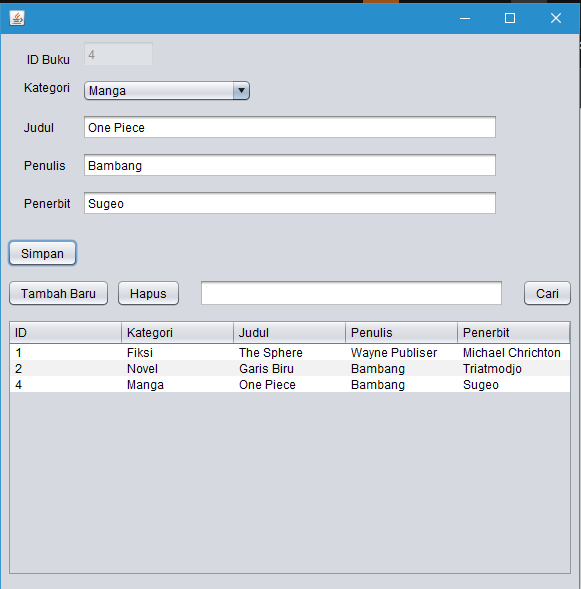 ID Buku 4
Kategori Manga
Judul One Piece
Penulis Bambang
Penerbit Sugeo
Simpan
Tambah Baru Hapus Cari
ID Kategori Judul Penulis Penerbit
1 Fiksi The Sphere Wayne Publiser Michael Chrichton
2 Novel Garis Biru Bambang Triatmodjo
4 Manga One Piece Bambang Sugeo